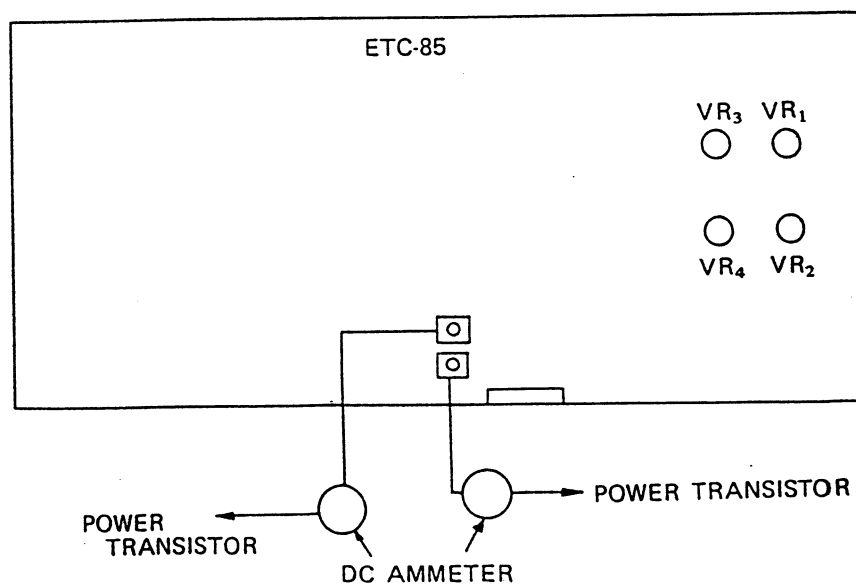 ETC-85
VR₃ VR₁
VR₄ VR₂
POWER TRANSISTOR
POWER
TRANSISTOR
DC AMMETER